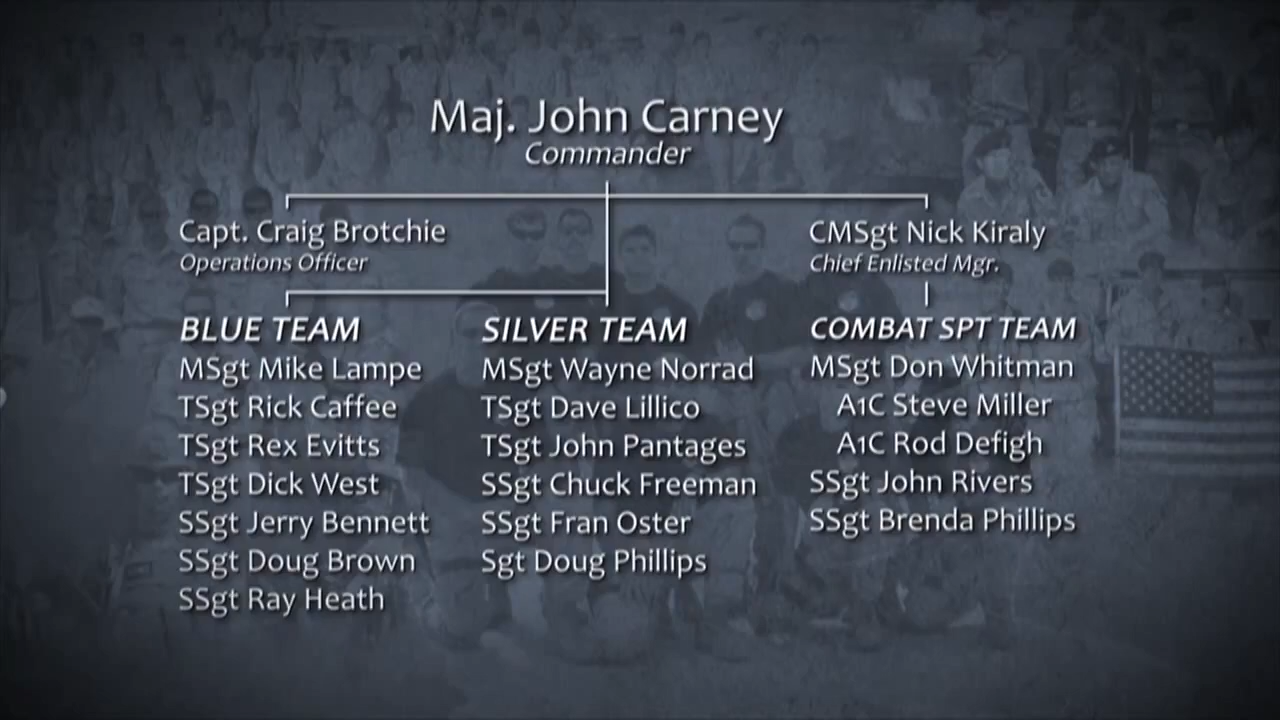 Maj. John Carney
Commander
Capt. Craig Brotchie
Operations Officer
CMSgt Nick Kiraly
Chief Enlisted Mgr.
BLUE TEAM
MSgt Mike Lampe
TSgt Rick Caffee
TSgt Rex Evitts
TSgt Dick West
SSgt Jerry Bennett
SSgt Doug Brown
SSgt Ray Heath
SILVER TEAM
MSgt Wayne Norrad
TSgt Dave Lillico
TSgt John Pantages
SSgt Chuck Freeman
SSgt Fran Oster
Sgt Doug Phillips
COMBAT SPT TEAM
MSgt Don Whitman
A1C Steve Miller
A1C Rod Defigh
SSgt John Rivers
SSgt Brenda Phillips